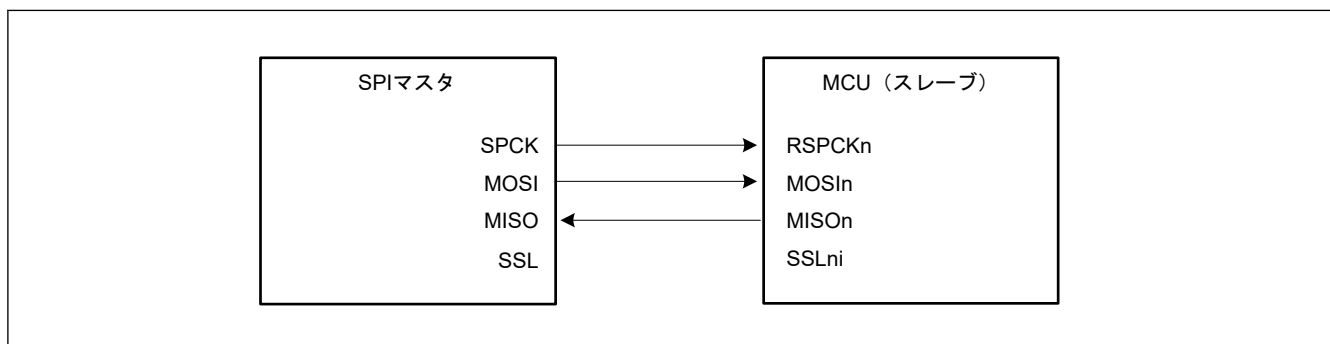 SPIマスタ
MCU（スレーブ）
SPCK
RSPCKn
MOSI
MOSIn
MISO
MISOn
SSL
SSLni